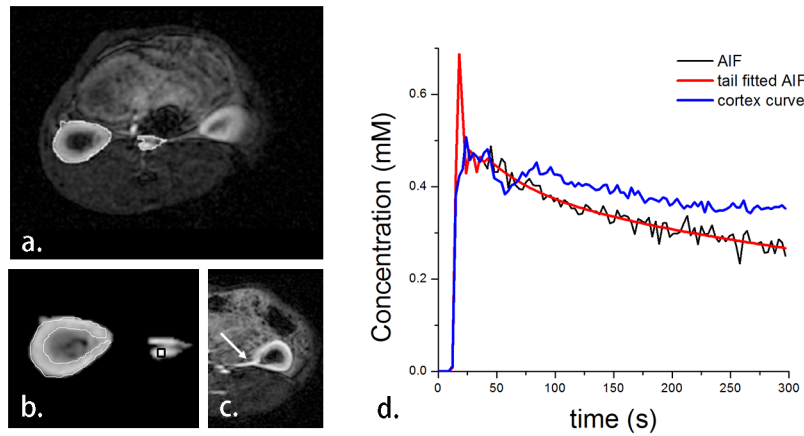 a.
b.
c.
d.
AIF
tail fitted AIF
cortex curve
Concentration (mM)
0.6
0.4
0.2
0.0
0
50
100
150
200
250
300
time (s)